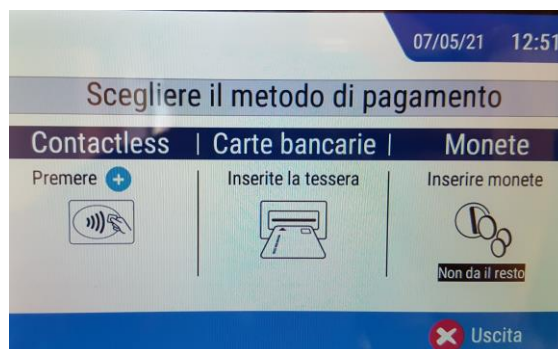 07/05/21 12:51
Scegliere il metodo di pagamento
Contactless | Carte bancarie | Monete
Premere + Inserite la tessera Inserire monete
Non da il resto
Uscita